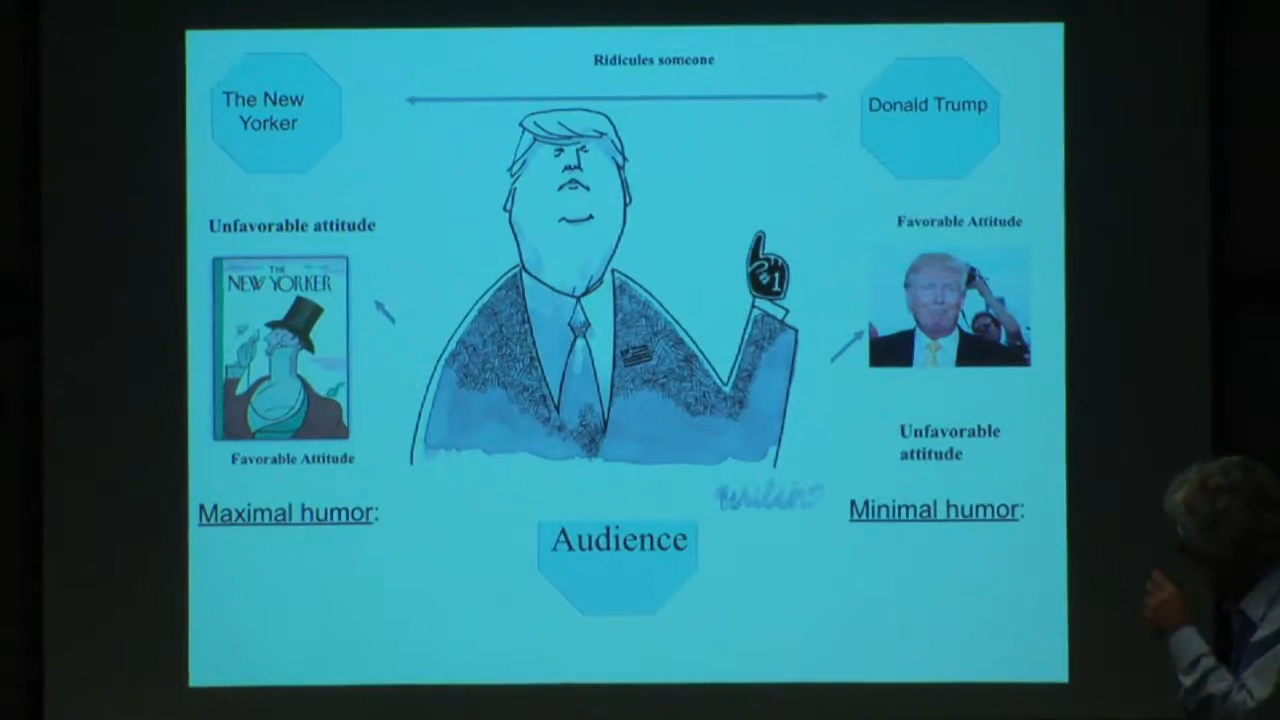 Ridicules someone
The New
Yorker
Donald Trump
Unfavorable attitude
Favorable Attitude
THE
NEW YORKER
#1
Favorable Attitude
Unfavorable
attitude
Maximal humor:
Minimal humor:
Audience